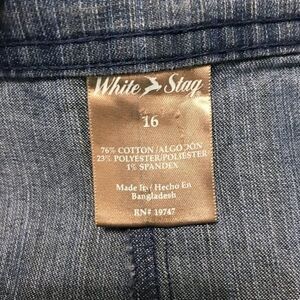 White Stag
16
76% COTTON/ALGODON
23% POLYESTER/POLIESTER
1% SPANDEX
Made In / Hecho En
Bangladesh
RN# 19747